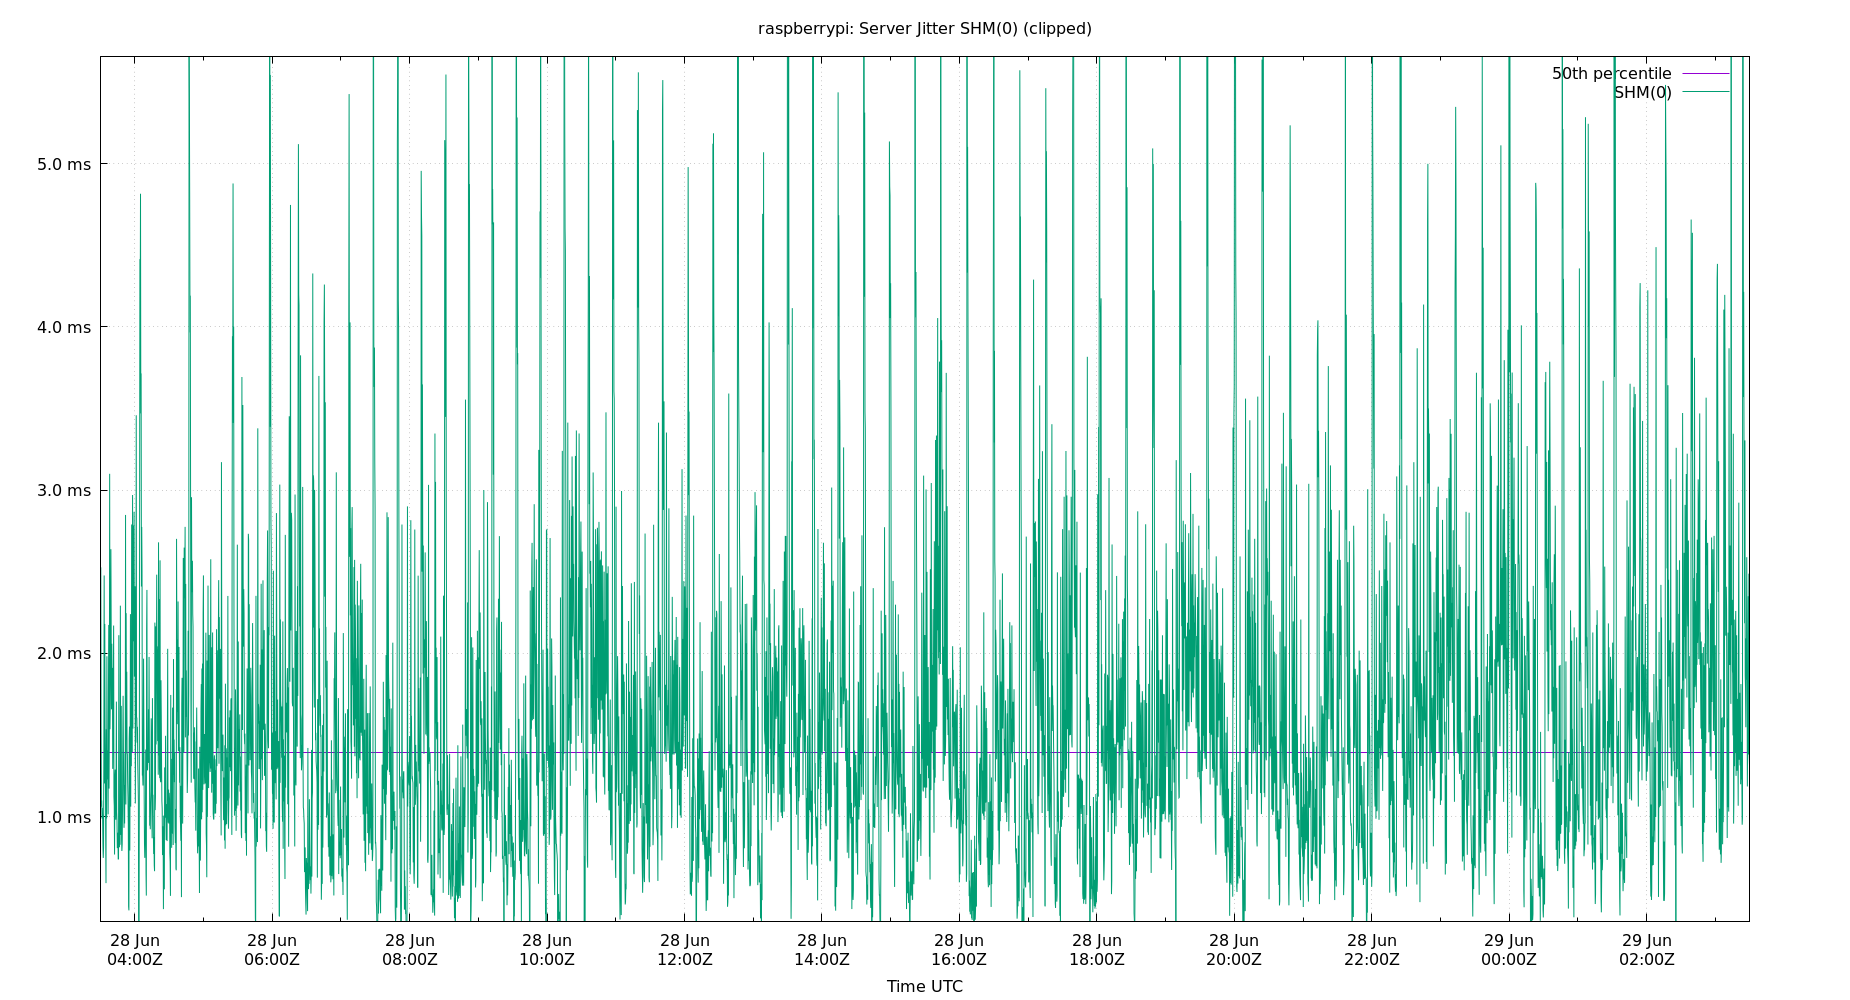 raspberrypi: Server Jitter SHM(0) (clipped)
50th percentile
SHM(0)
5.0 ms
4.0 ms
3.0 ms
2.0 ms
1.0 ms
28 Jun 28 Jun 28 Jun 28 Jun 28 Jun 28 Jun 28 Jun 28 Jun 28 Jun 28 Jun 29 Jun 29 Jun
04:00Z 06:00Z 08:00Z 10:00Z 12:00Z 14:00Z 16:00Z 18:00Z 20:00Z 22:00Z 00:00Z 02:00Z
Time UTC